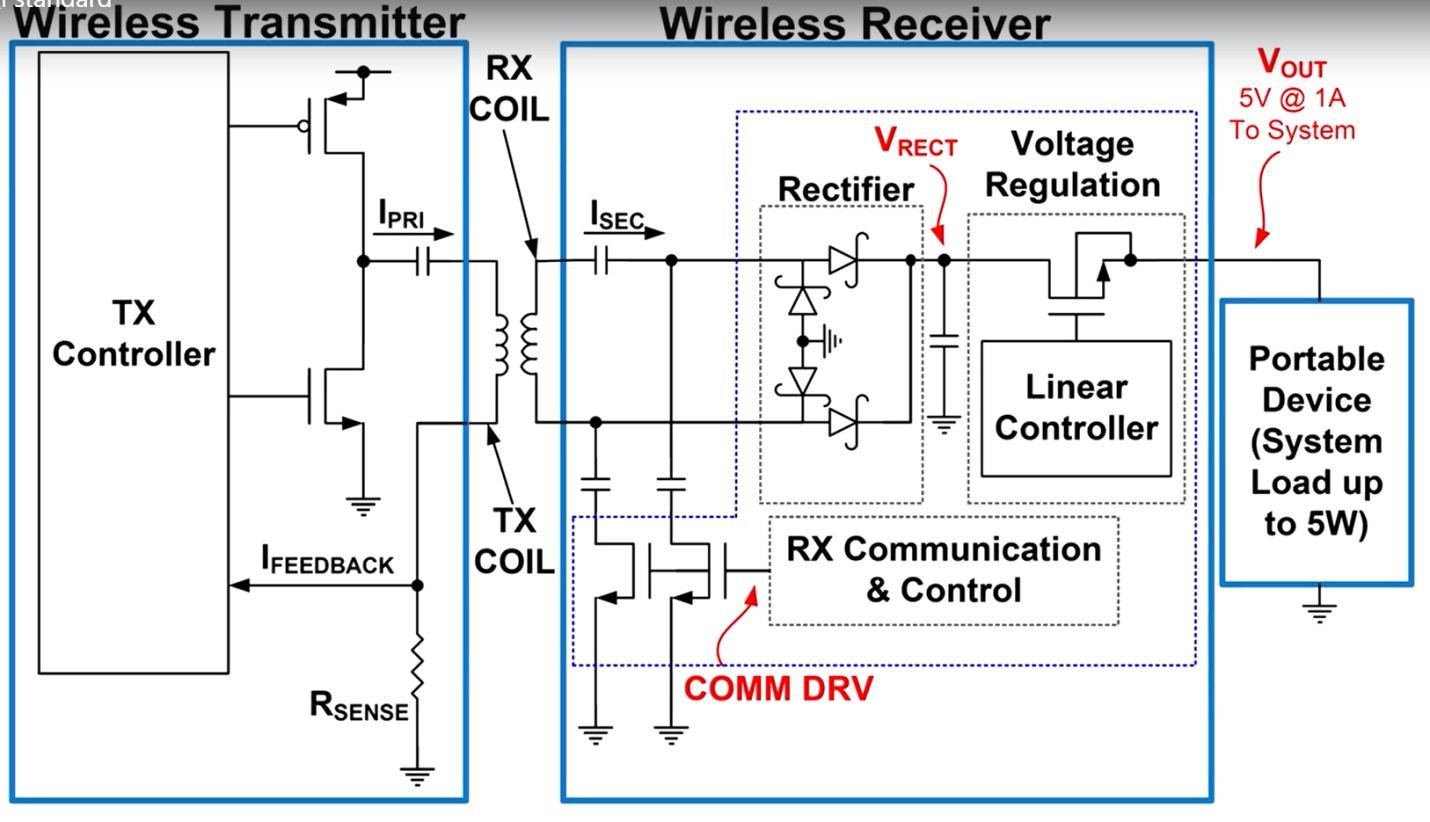 standard
Wireless Transmitter
Wireless Receiver
RX
COIL
VOUT
5V @ 1A
To System
VRECT
Voltage
Regulation
Rectifier
IPRI
ISEC
TX
Controller
Linear
Controller
Portable
Device
(System
Load up
to 5W)
TX
COIL
IFEEDBACK
RX Communication
& Control
RSENSE
COMM DRV